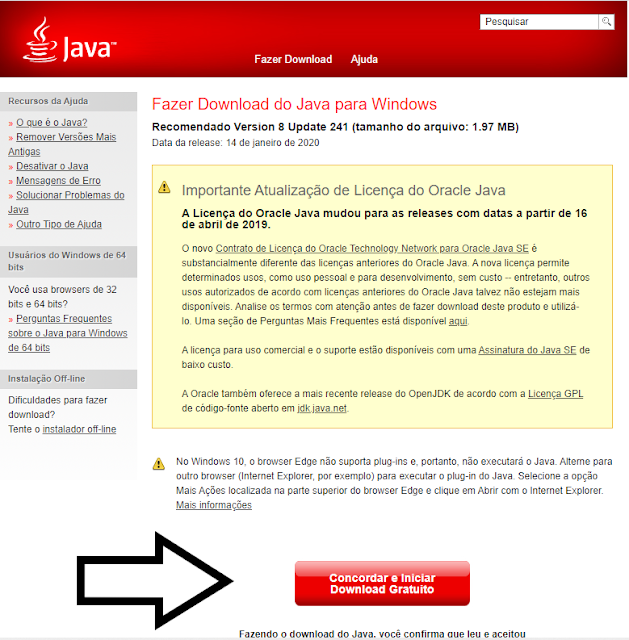 Java™
Pesquisar
Fazer Download
Ajuda
Recursos da Ajuda
» O que é o Java?
» Remover Versões Mais
Antigas
» Desativar o Java
» Mensagens de Erro
» Solucionar Problemas do
Java
» Outro Tipo de Ajuda
Usuários do Windows de 64
bits
Você usa browsers de 32
bits e 64 bits?
» Perguntas Frequentes
sobre o Java para Windows
de 64 bits
Instalação Off-line
Dificuldades para fazer
download?
Tente o instalador off-line
Fazer Download do Java para Windows
Recomendado Version 8 Update 241 (tamanho do arquivo: 1.97 MB)
Data da release: 14 de janeiro de 2020
Importante Atualização de Licença do Oracle Java
A Licença do Oracle Java mudou para as releases com datas a partir de 16
de abril de 2019.
O novo Contrato de Licença do Oracle Technology Network para Oracle Java SE é
substancialmente diferente das licenças anteriores do Oracle Java. A nova licença permite
determinados usos, como uso pessoal e para desenvolvimento, sem custo -- entretanto, outros
usos autorizados de acordo com licenças anteriores do Oracle Java talvez não estejam mais
disponíveis. Analise os termos com atenção antes de fazer download deste produto e utilizá-
lo. Uma seção de Perguntas Mais Frequentes está disponível aqui.
A licença para uso comercial e o suporte estão disponíveis com uma Assinatura do Java SE de
baixo custo.
A Oracle também oferece a mais recente release do OpenJDK de acordo com a Licença GPL
de código-fonte aberto em jdk.java.net.
No Windows 10, o browser Edge não suporta plug-ins e, portanto, não executará o Java. Alterne para
outro browser (Internet Explorer, por exemplo) para executar o plug-in do Java. Selecione a opção
Mais Ações localizada na parte superior do browser Edge e clique em Abrir com o Internet Explorer.
Mais informações
Concordar e Iniciar
Download Gratuito
Fazendo o download do Java, você confirma que leu e aceitou